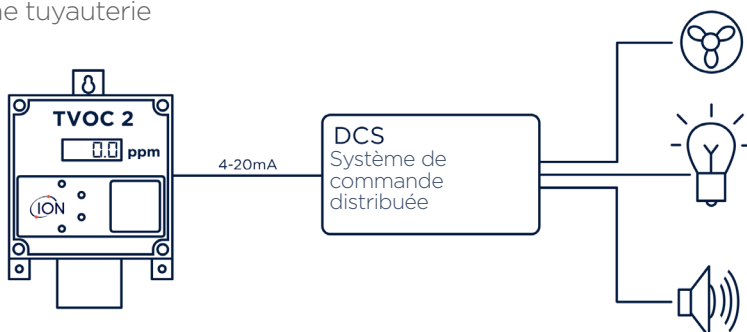 ne tuyauterie
TVOC 2
0.0 ppm
ION
4-20mA
DCS
Système de
commande
distribuée